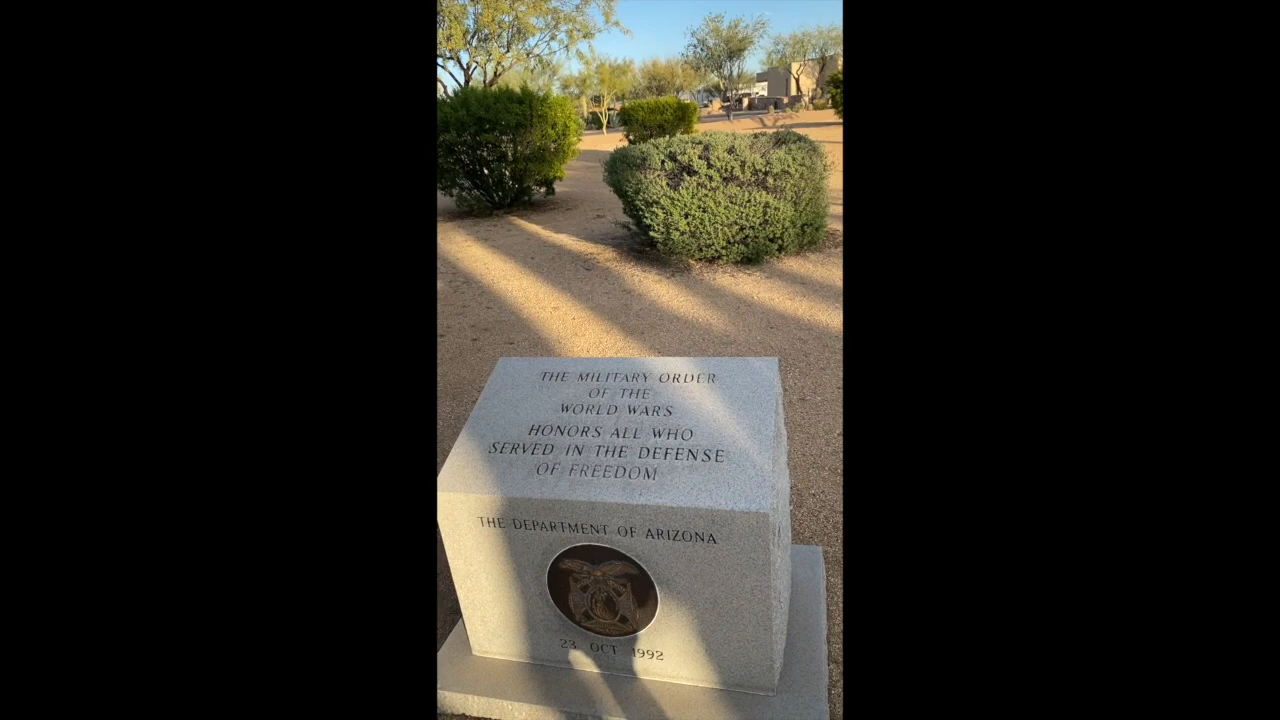 THE MILITARY ORDER
OF THE
WORLD WARS
HONORS ALL WHO
SERVED IN THE DEFENSE
OF FREEDOM
THE DEPARTMENT OF ARIZONA
23 OCT 1992